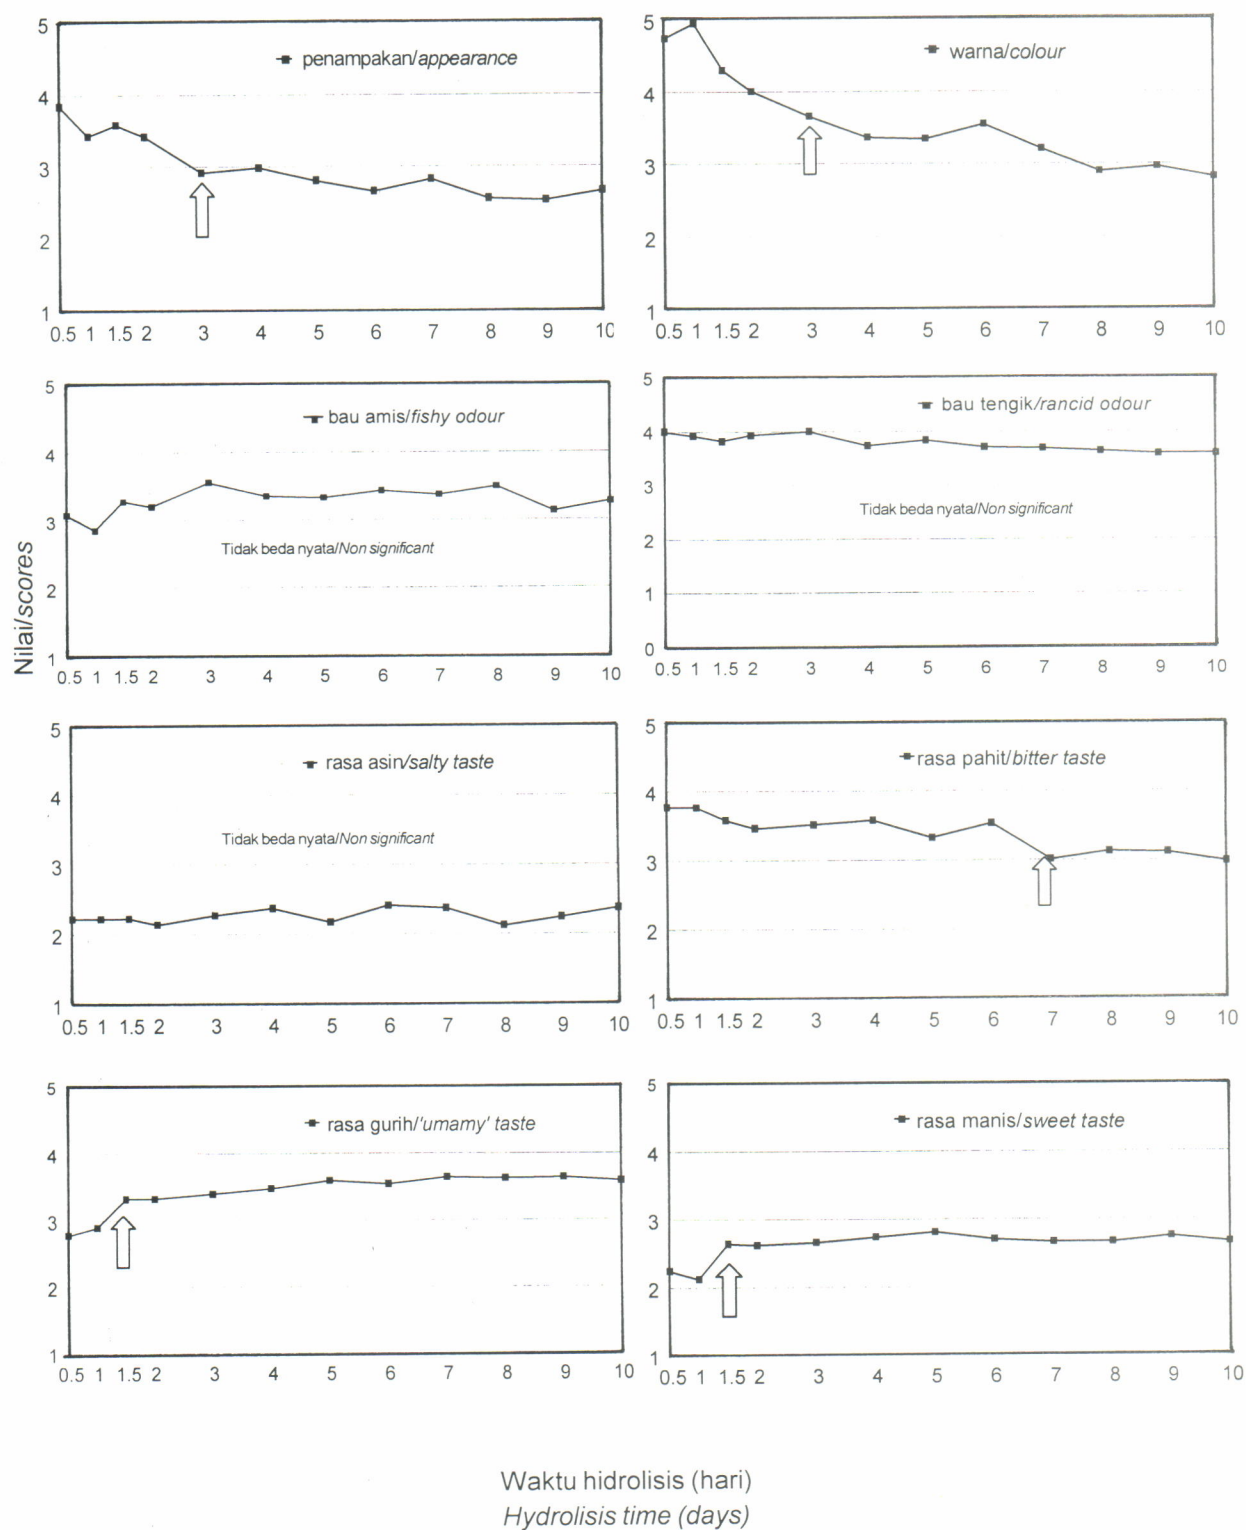 5
penampakan/appearance
4
3
2
1
0.5 1 1.5 2 3 4 5 6 7 8 9 10
5
warna/colour
4
3
2
1
0.5 1 1.5 2 3 4 5 6 7 8 9 10
Nilai/scores
5
bau amis/fishy odour
4
3
Tidak beda nyata/Non significant
2
1
0.5 1 1.5 2 3 4 5 6 7 8 9 10
5
bau tengik/rancid odour
4
3
Tidak beda nyata/Non significant
2
1
0
0.5 1 1.5 2 3 4 5 6 7 8 9 10
5
rasa asin/salty taste
4
Tidak beda nyata/Non significant
3
2
1
0.5 1 1.5 2 3 4 5 6 7 8 9 10
5
rasa pahit/bitter taste
4
3
2
1
0.5 1 1.5 2 3 4 5 6 7 8 9 10
5
rasa gurih/'umamy' taste
4
3
2
1
0.5 1 1.5 2 3 4 5 6 7 8 9 10
5
rasa manis/sweet taste
4
3
2
1
0.5 1 1.5 2 3 4 5 6 7 8 9 10
Waktu hidrolisis (hari)
Hydrolisis time (days)